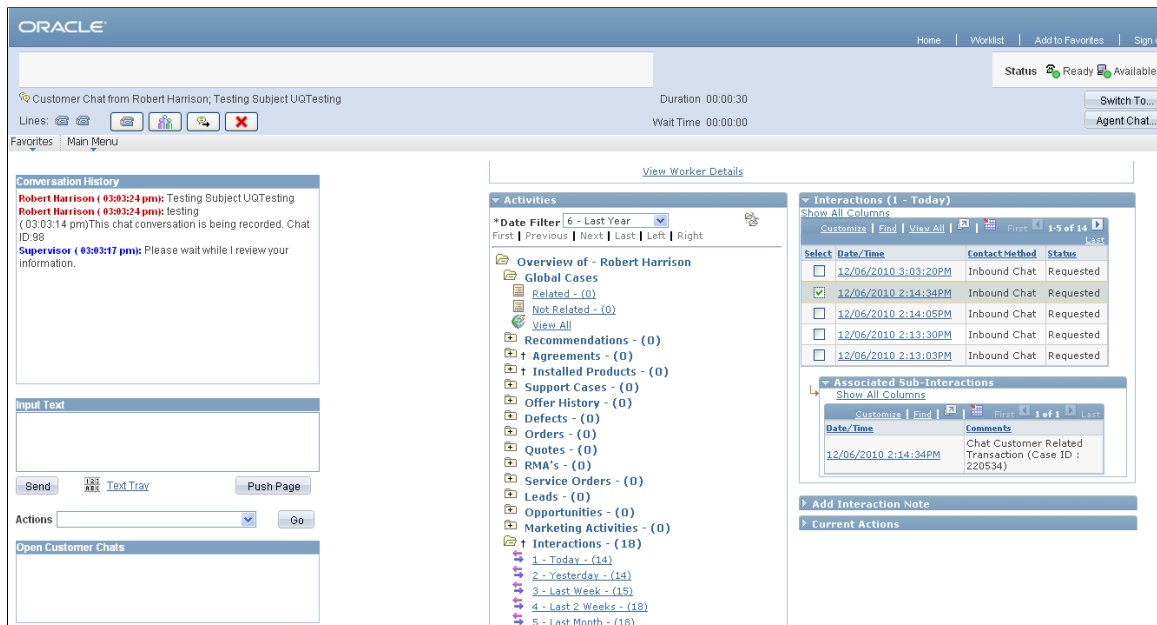 ORACLE
Home | Worklist | Add to Favorites | Sign
Status Ready Available
Customer Chat from Robert Harrison; Testing Subject UQTesting
Duration 00:00:30
Switch To...
Lines:
Wait Time 00:00:00
Agent Chat...
Favorites Main Menu
View Worker Details
Conversation History
Robert Harrison ( 03:03:24 pm): Testing Subject UQTesting
Robert Harrison ( 03:03:24 pm): testing
( 03:03:14 pm)This chat conversation is being recorded. Chat
ID:98
Supervisor ( 03:03:17 pm): Please wait while I review your
information.
Input Text
Send
Text Tray
Push Page
Actions
Go
Open Customer Chats
Activities
*Date Filter 6 - Last Year
First | Previous | Next | Last | Left | Right
Overview of - Robert Harrison
Global Cases
Related - (0)
Not Related - (0)
View All
Recommendations - (0)
† Agreements - (0)
† Installed Products - (0)
Support Cases - (0)
Offer History - (0)
Defects - (0)
Orders - (0)
Quotes - (0)
RMA's - (0)
Service Orders - (0)
Leads - (0)
Opportunities - (0)
Marketing Activities - (0)
† Interactions - (18)
1 - Today - (14)
2 - Yesterday - (14)
3 - Last Week - (15)
4 - Last 2 Weeks - (18)
5 - Last Month - (18)
Interactions (1 - Today)
Show All Columns
Customize | Find | View All | First 1-5 of 14
Last
Select Date/Time Contact Method Status
12/06/2010 3:03:20PM Inbound Chat Requested
12/06/2010 2:14:34PM Inbound Chat Requested
12/06/2010 2:14:05PM Inbound Chat Requested
12/06/2010 2:13:30PM Inbound Chat Requested
12/06/2010 2:13:03PM Inbound Chat Requested
Associated Sub-Interactions
Show All Columns
Customize | Find | First 1 of 1 Last
Date/Time Comments
12/06/2010 2:14:34PM Chat Customer Related
Transaction (Case ID :
220534)
Add Interaction Note
Current Actions